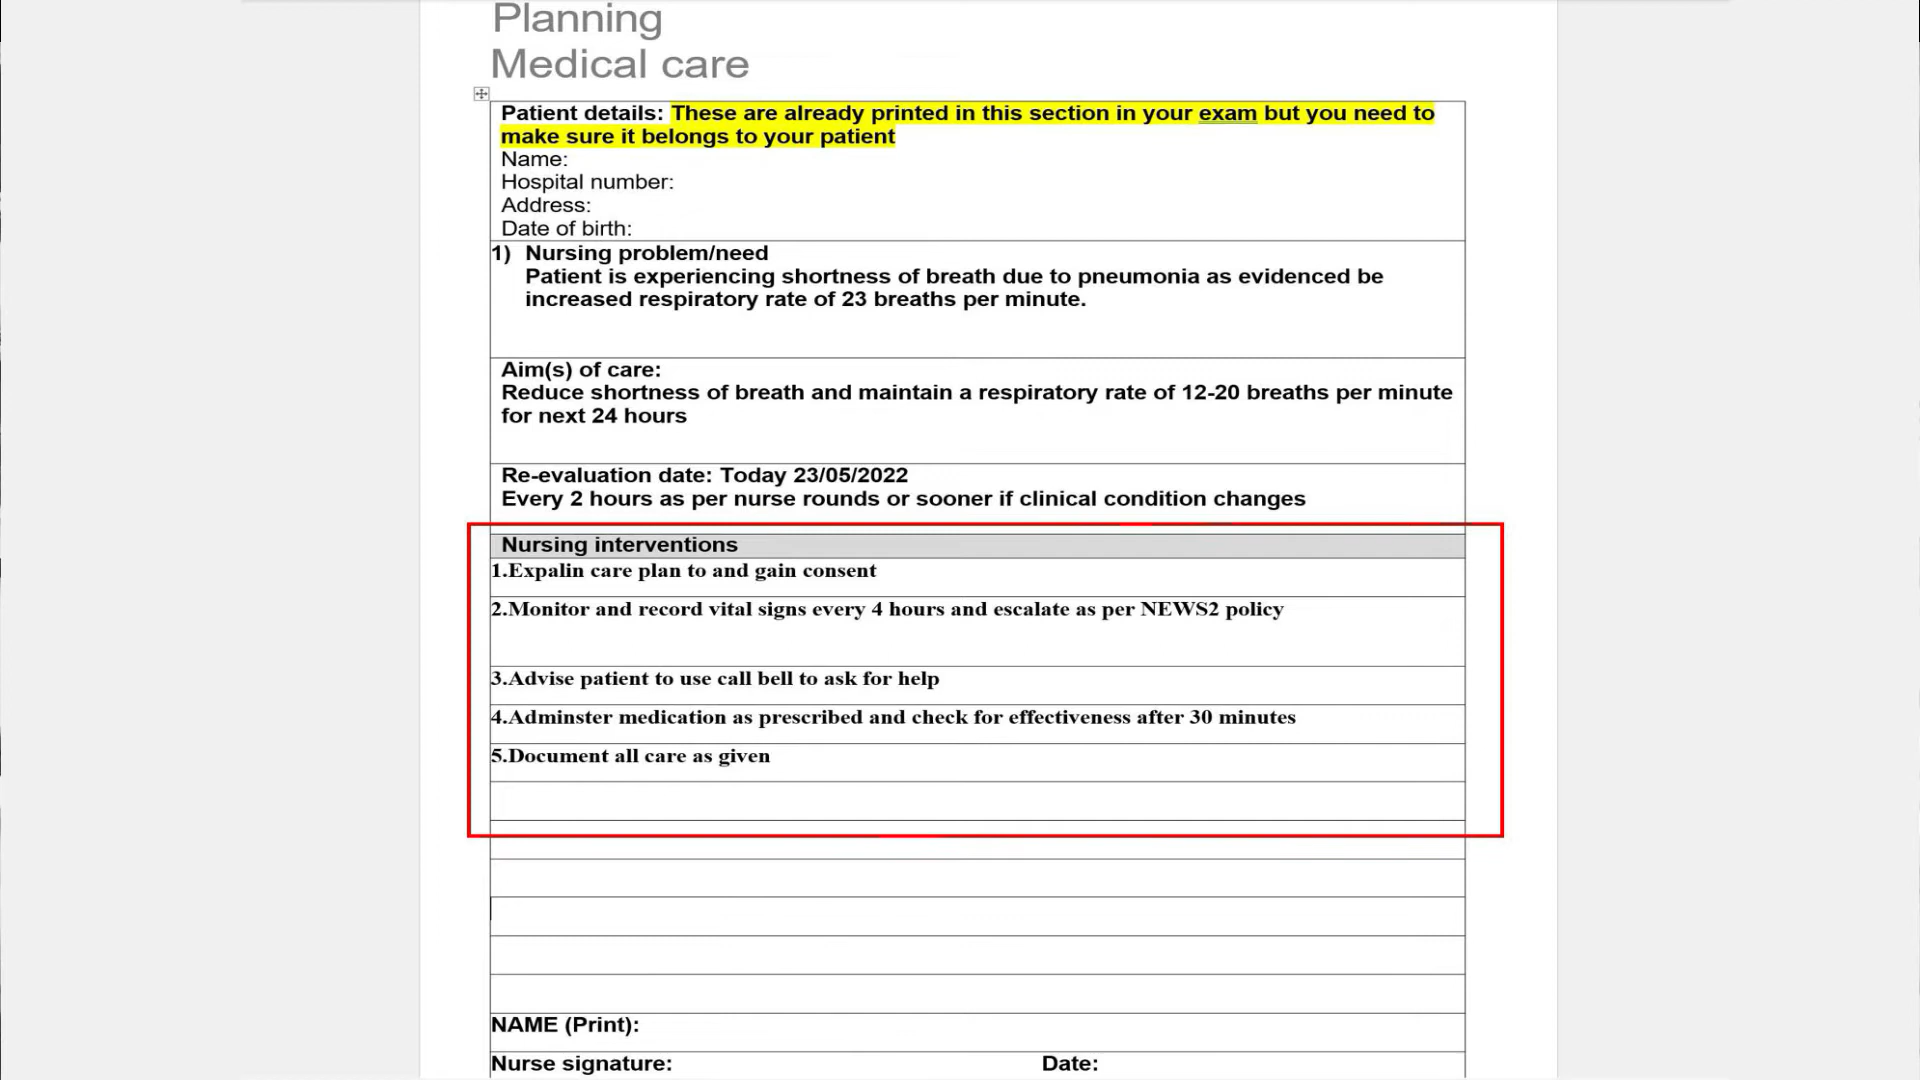 Planning
Medical care
Patient details: These are already printed in this section in your exam but you need to
make sure it belongs to your patient
Name:
Hospital number:
Address:
Date of birth:
1) Nursing problem/need
Patient is experiencing shortness of breath due to pneumonia as evidenced be
increased respiratory rate of 23 breaths per minute.
Aim(s) of care:
Reduce shortness of breath and maintain a respiratory rate of 12-20 breaths per minute
for next 24 hours
Re-evaluation date: Today 23/05/2022
Every 2 hours as per nurse rounds or sooner if clinical condition changes
Nursing interventions
1.Expalin care plan to and gain consent
2.Monitor and record vital signs every 4 hours and escalate as per NEWS2 policy
3.Advise patient to use call bell to ask for help
4.Adminster medication as prescribed and check for effectiveness after 30 minutes
5.Document all care as given
NAME (Print):
Nurse signature: Date: